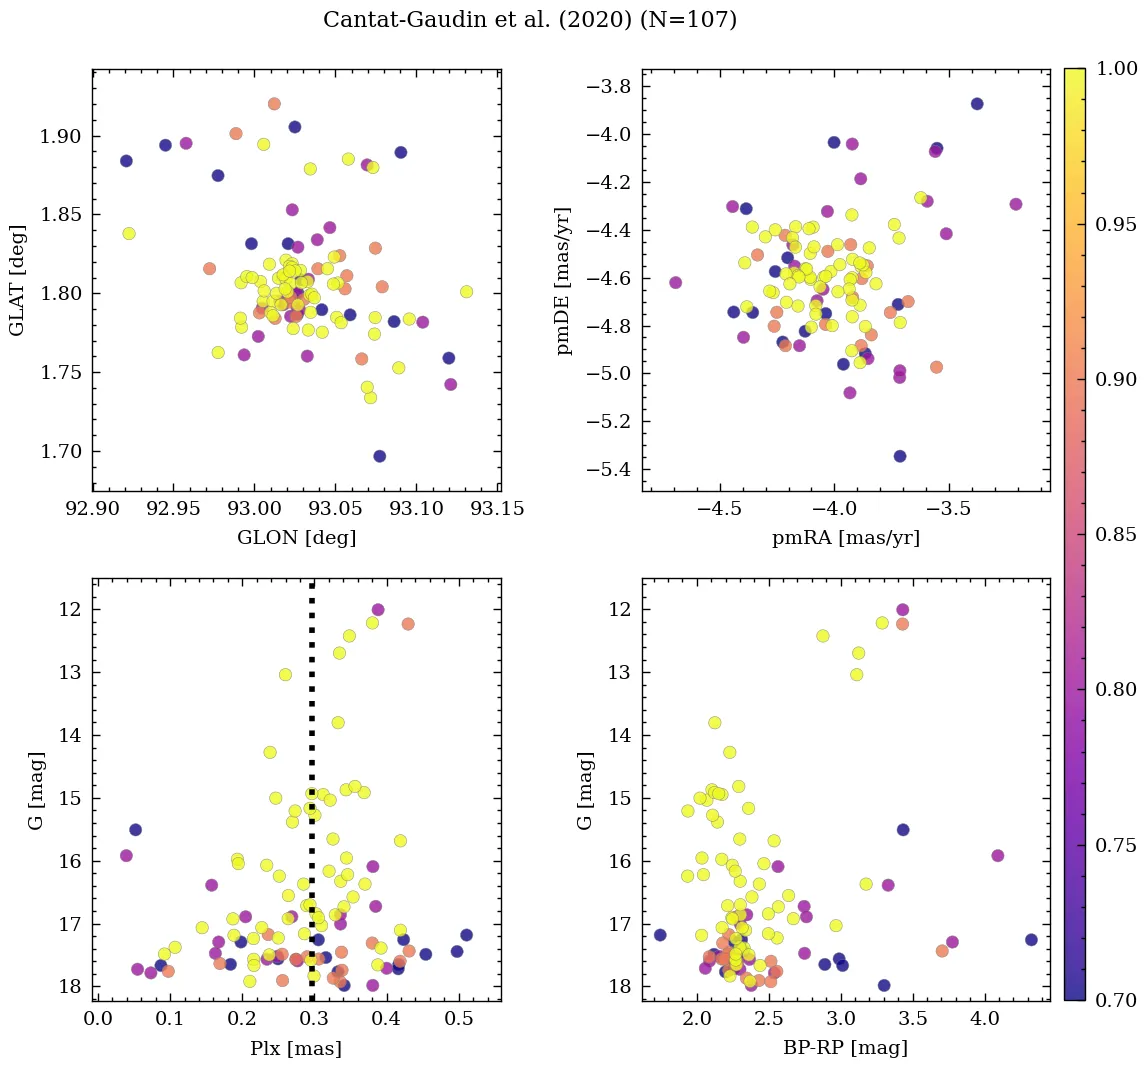 Cantat-Gaudin et al. (2020) (N=107)
GLAT [deg]
1.90
1.85
1.80
1.75
1.70
92.90 92.95 93.00 93.05 93.10 93.15
GLON [deg]
pmDE [mas/yr]
−3.8
−4.0
−4.2
−4.4
−4.6
−4.8
−5.0
−5.2
−5.4
−4.5 −4.0 −3.5
pmRA [mas/yr]
1.00
0.95
0.90
0.85
0.80
0.75
0.70
G [mag]
12
13
14
15
16
17
18
0.0 0.1 0.2 0.3 0.4 0.5
Plx [mas]
G [mag]
12
13
14
15
16
17
18
2.0 2.5 3.0 3.5 4.0
BP-RP [mag]